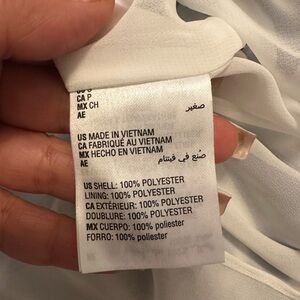 CA P
MX CH
AE صغير
US MADE IN VIETNAM
CA FABRIQUÉ AU VIETNAM
MX HECHO EN VIETNAM
AE صنع في فيتنام
US SHELL: 100% POLYESTER
LINING: 100% POLYESTER
CA EXTÉRIEUR: 100% POLYESTER
DOUBLURE: 100% POLYESTER
MX CUERPO: 100% poliester
FORRO: 100% poliester